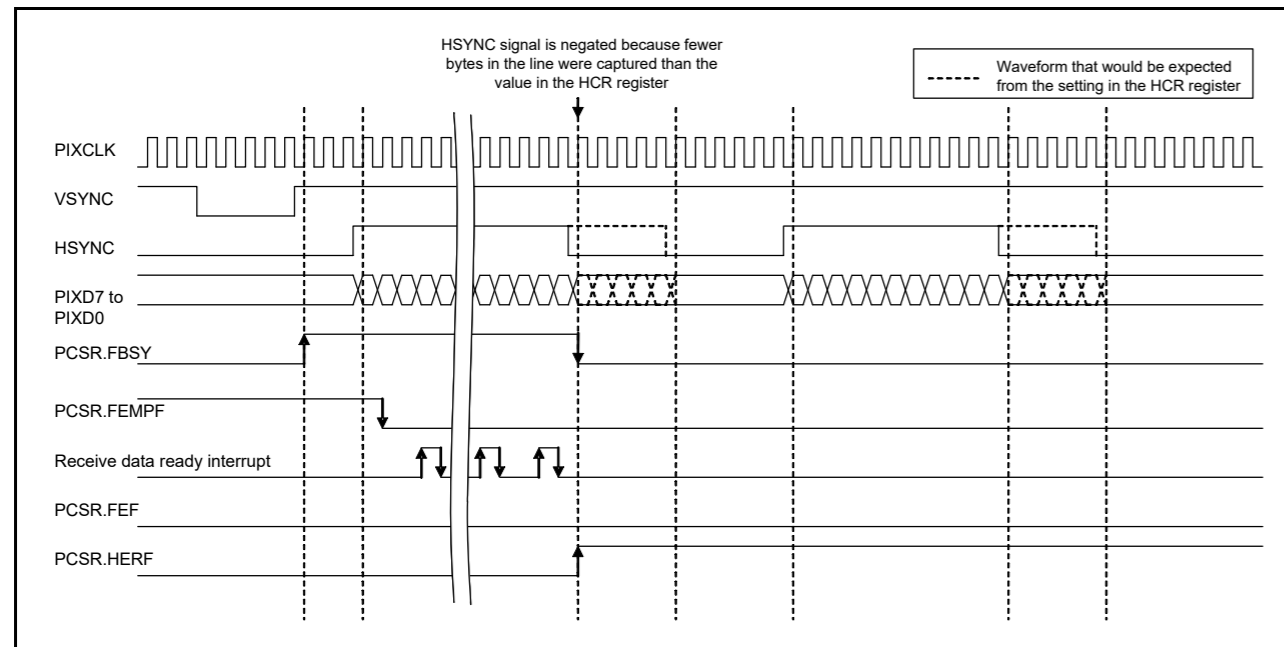 HSYNC signal is negated because fewer
bytes in the line were captured than the
value in the HCR register
Waveform that would be expected
from the setting in the HCR register
PIXCLK
VSYNC
HSYNC
PIXD7 to
PIXD0
PCSR.FBSY
PCSR.FEMPF
Receive data ready interrupt
PCSR.FEF
PCSR.HERF